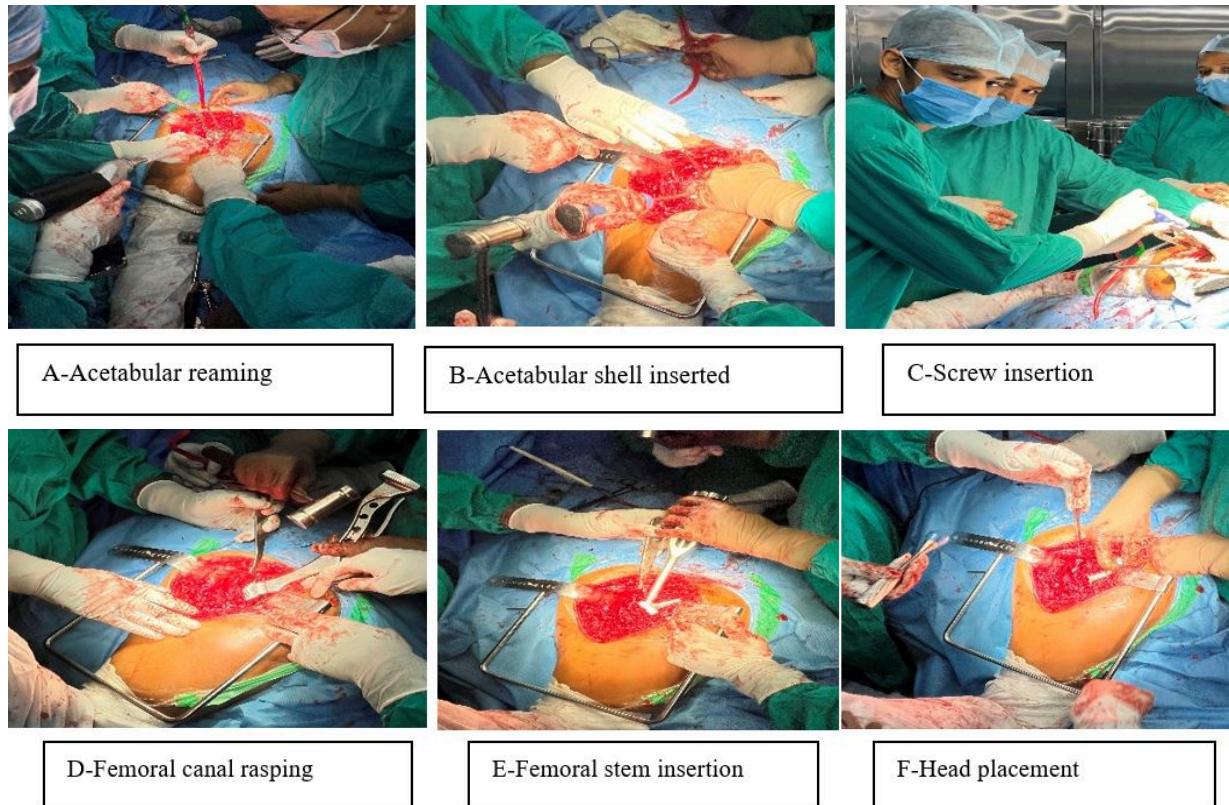 A-Acetabular reaming
B-Acetabular shell inserted
C-Screw insertion
D-Femoral canal rasping
E-Femoral stem insertion
F-Head placement